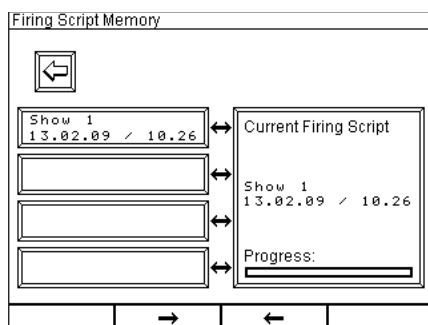 Firing Script Memory
Show 1
13.02.09 / 10.26
Current Firing Script
Show 1
13.02.09 / 10.26
Progress: